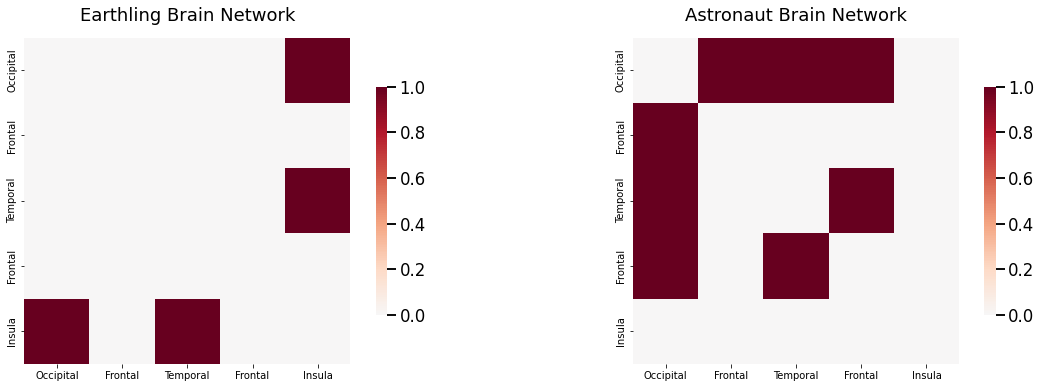 Earthling Brain Network
Occipital
Frontal
Temporal
Frontal
Insula
Occipital Frontal Temporal Frontal Insula
1.0
0.8
0.6
0.4
0.2
0.0
Astronaut Brain Network
Occipital
Frontal
Temporal
Frontal
Insula
Occipital Frontal Temporal Frontal Insula
1.0
0.8
0.6
0.4
0.2
0.0